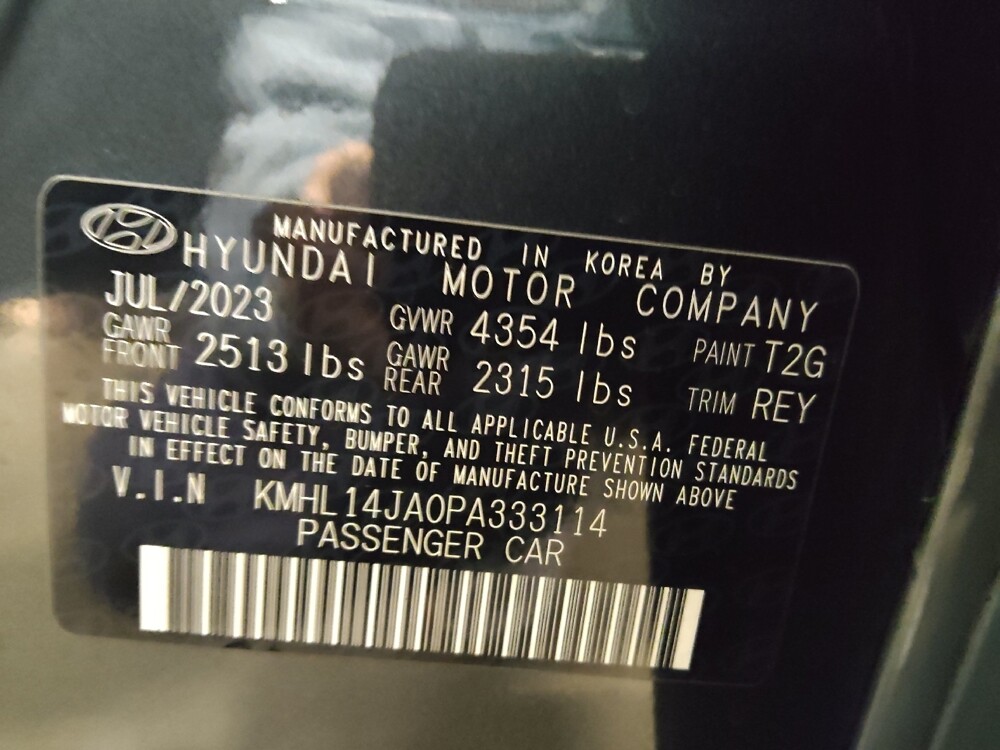 MANUFACTURED IN KOREA BY
HYUNDAI MOTOR COMPANY
JUL/2023 GVWR 4354 lbs PAINT T2G
GAWR FRONT 2513 lbs GAWR REAR 2315 lbs TRIM REY
THIS VEHICLE CONFORMS TO ALL APPLICABLE U.S.A. FEDERAL
MOTOR VEHICLE SAFETY, BUMPER, AND THEFT PREVENTION STANDARDS
IN EFFECT ON THE DATE OF MANUFACTURE SHOWN ABOVE
V.I.N KMHL14JA0PA333114
PASSENGER CAR